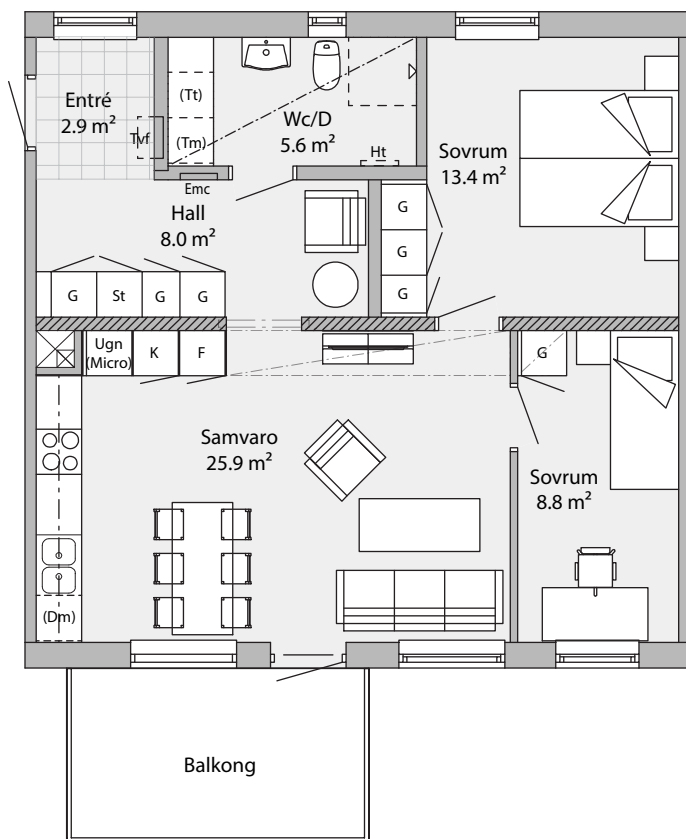 Entré
2.9 m²
Tvf
(Tt)
(Tm)
Wc/D
5.6 m²
Ht
Sovrum
13.4 m²
Emc
Hall
8.0 m²
G
G
G
G
St
G
G
Ugn
(Micro)
K
F
G
Samvaro
25.9 m²
Sovrum
8.8 m²
(Dm)
Balkong